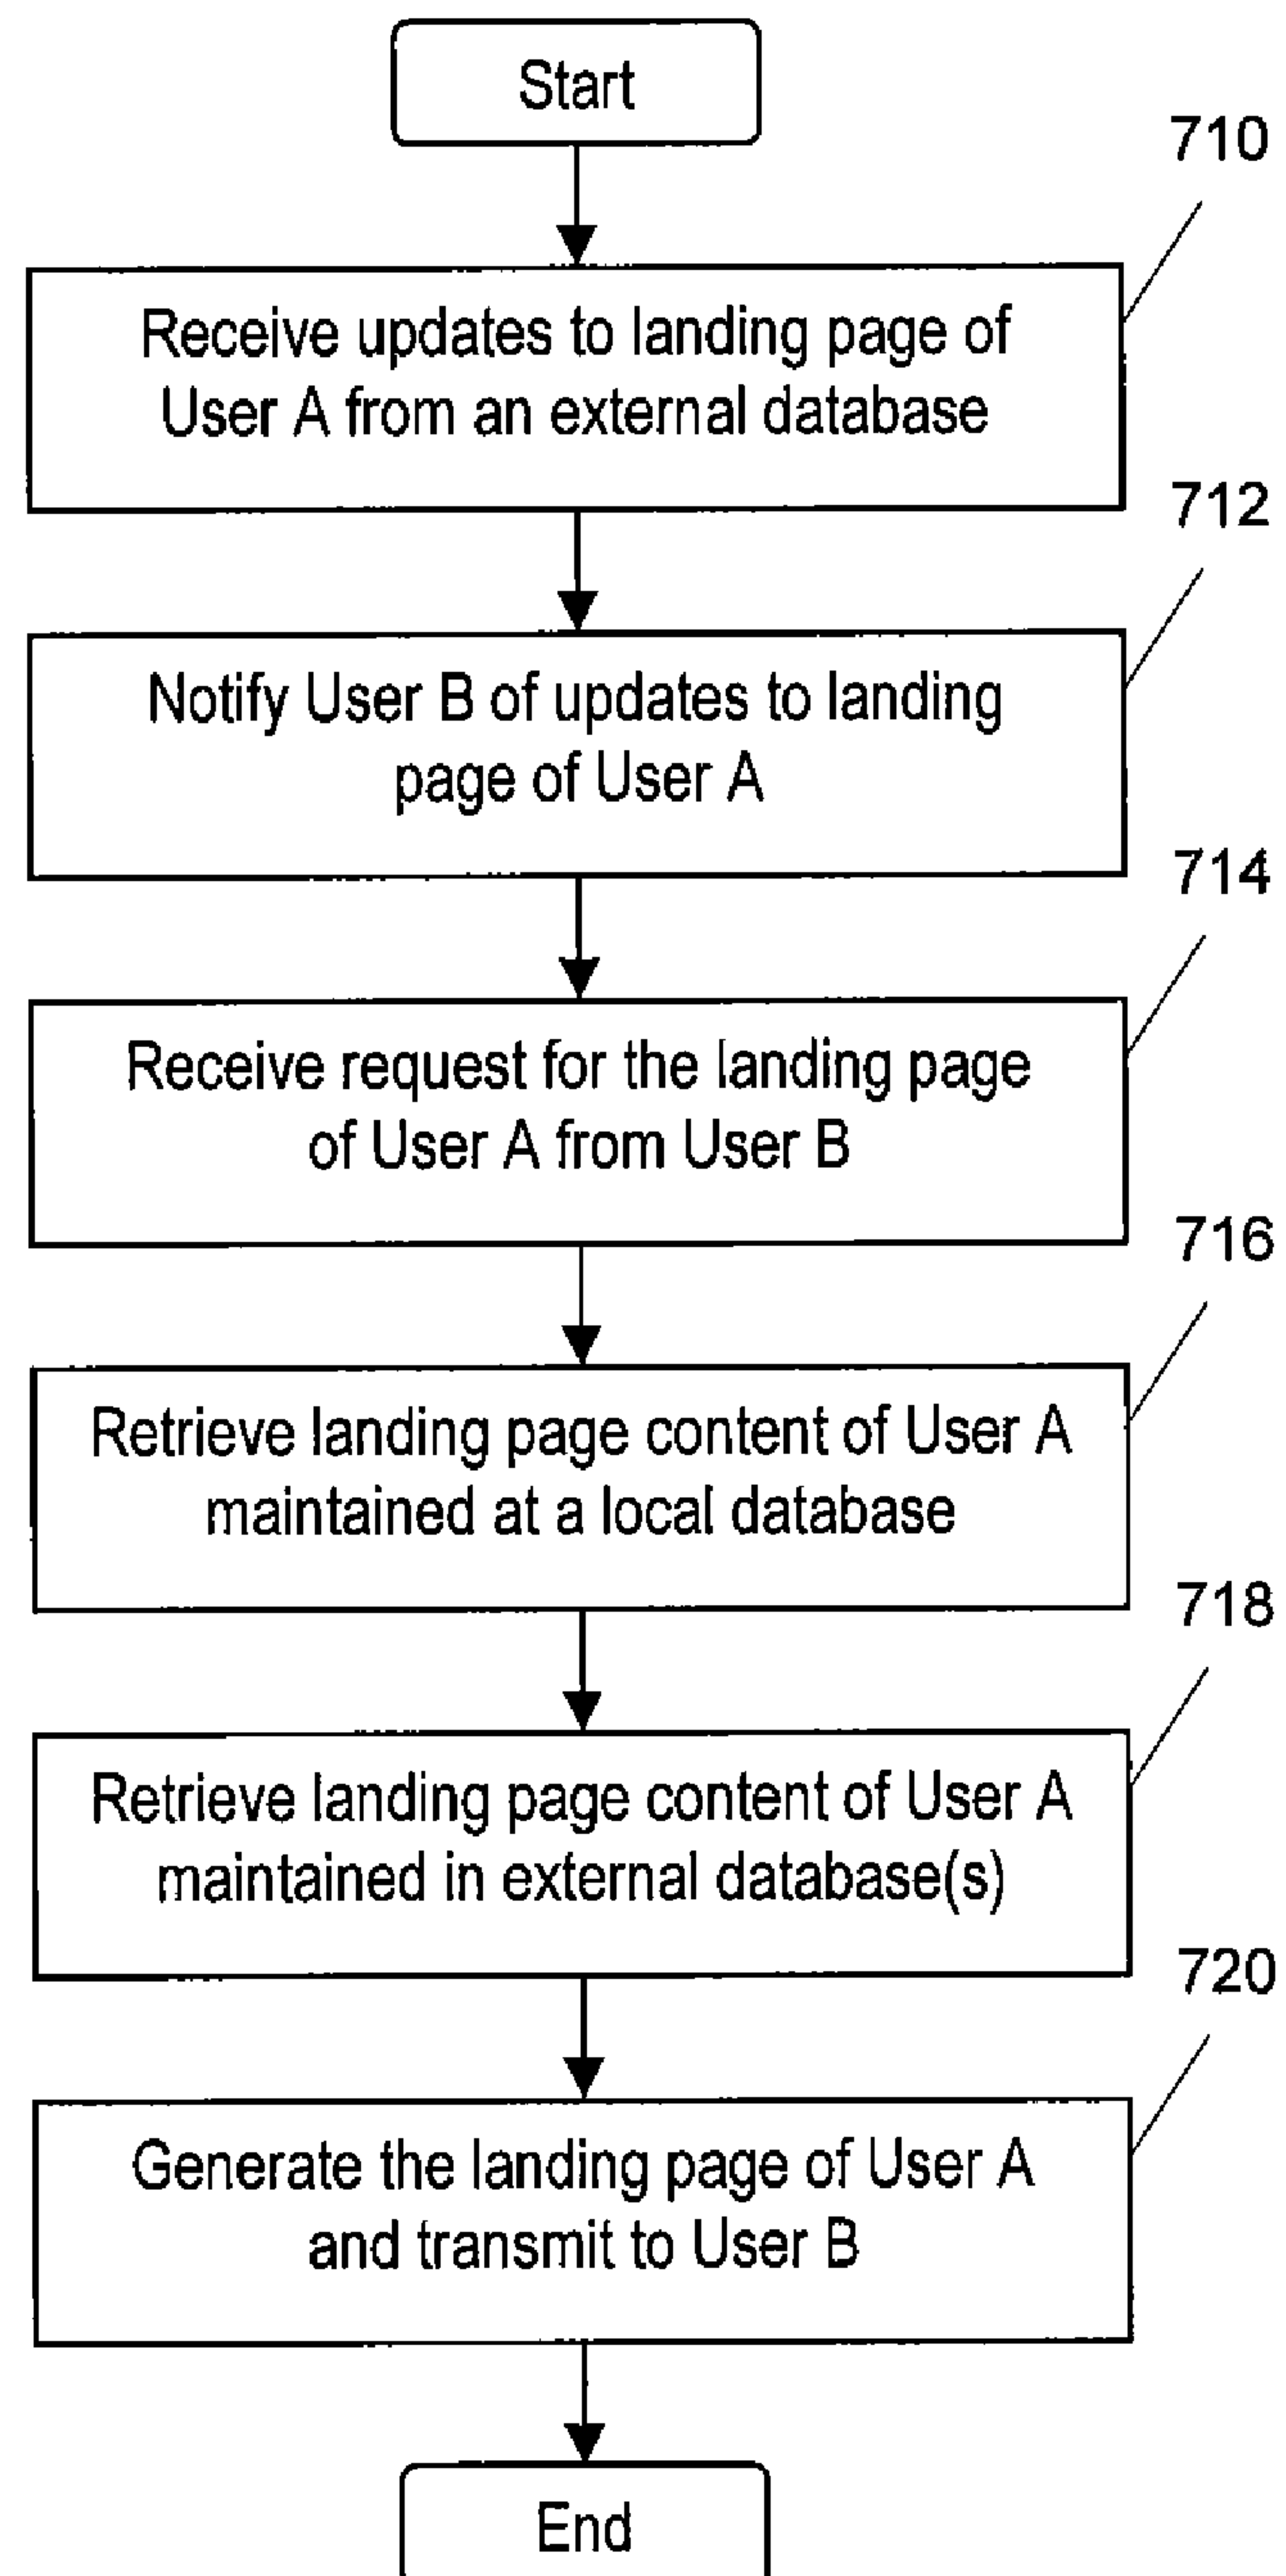 Start
710
Receive updates to landing page of
User A from an external database
712
Notify User B of updates to landing
page of User A
714
Receive request for the landing page
of User A from User B
716
Retrieve landing page content of User A
maintained at a local database
718
Retrieve landing page content of User A
maintained in external database(s)
720
Generate the landing page of User A
and transmit to User B
End